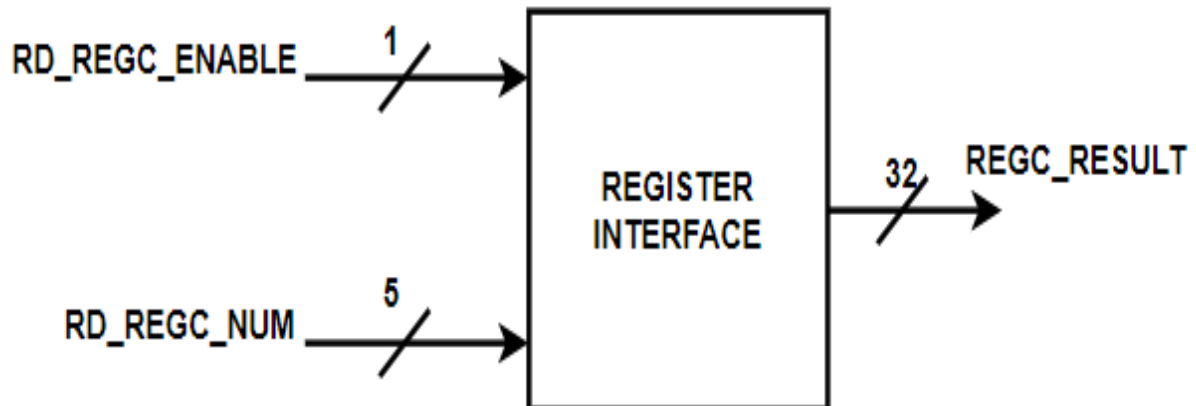 1
RD_REGC_ENABLE
32
REGC_RESULT
REGISTER
INTERFACE
5
RD_REGC_NUM